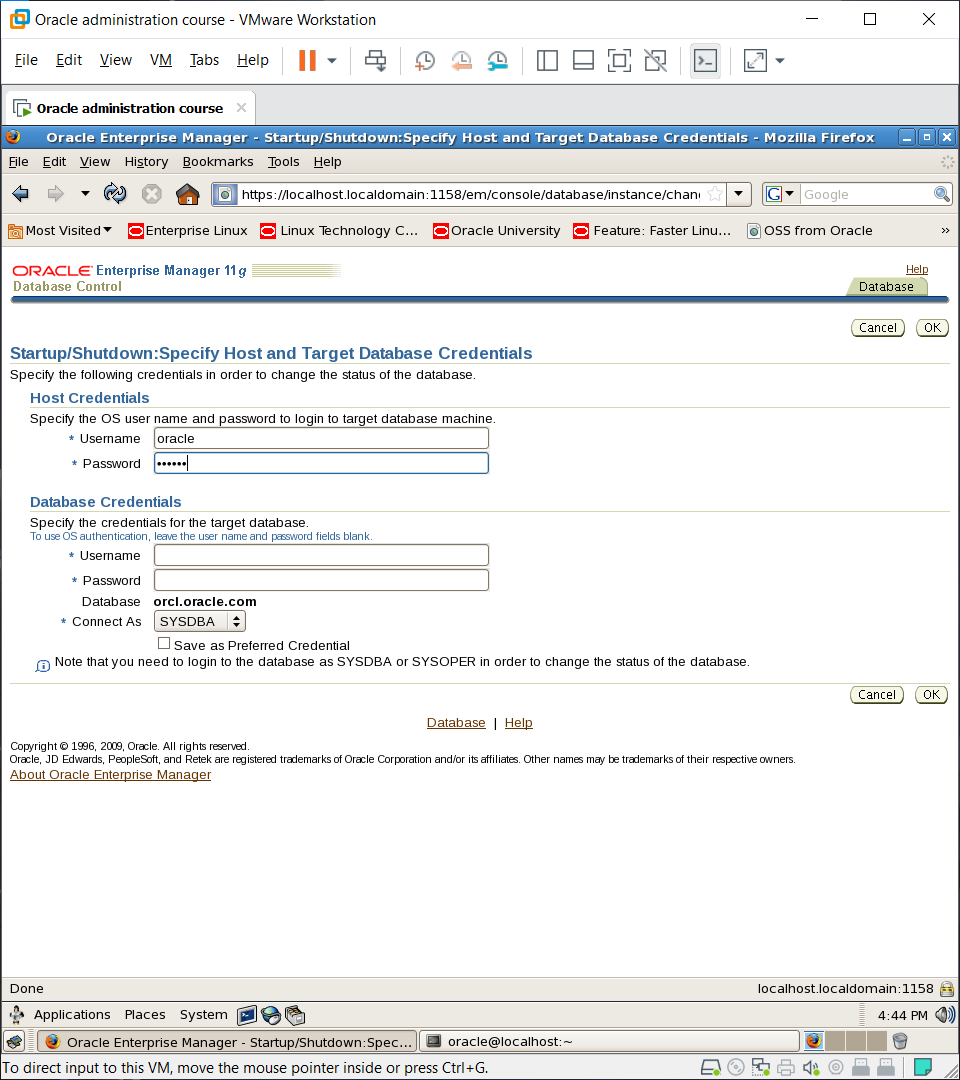 Oracle administration course - VMware Workstation
File Edit View VM Tabs Help
Oracle administration course
Oracle Enterprise Manager - Startup/Shutdown:Specify Host and Target Database Credentials - Mozilla Firefox
File Edit View History Bookmarks Tools Help
https://localhost.localdomain:1158/em/console/database/instance/chan
G Google
Most Visited Enterprise Linux Linux Technology C... Oracle University Feature: Faster Linu... OSS from Oracle »
ORACLE Enterprise Manager 11g
Help
Database Control
Database
Cancel OK
Startup/Shutdown:Specify Host and Target Database Credentials
Specify the following credentials in order to change the status of the database.
Host Credentials
Specify the OS user name and password to login to target database machine.
* Username oracle
* Password ••••••
Database Credentials
Specify the credentials for the target database.
To use OS authentication, leave the user name and password fields blank.
* Username
* Password
Database orcl.oracle.com
* Connect As SYSDBA
Save as Preferred Credential
Note that you need to login to the database as SYSDBA or SYSOPER in order to change the status of the database.
Cancel OK
Database | Help
Copyright © 1996, 2009, Oracle. All rights reserved.
Oracle, JD Edwards, PeopleSoft, and Retek are registered trademarks of Oracle Corporation and/or its affiliates. Other names may be trademarks of their respective owners.
About Oracle Enterprise Manager
Done localhost.localdomain:1158
Applications Places System 4:44 PM
Oracle Enterprise Manager - Startup/Shutdown:Spec... oracle@localhost:~
To direct input to this VM, move the mouse pointer inside or press Ctrl+G.